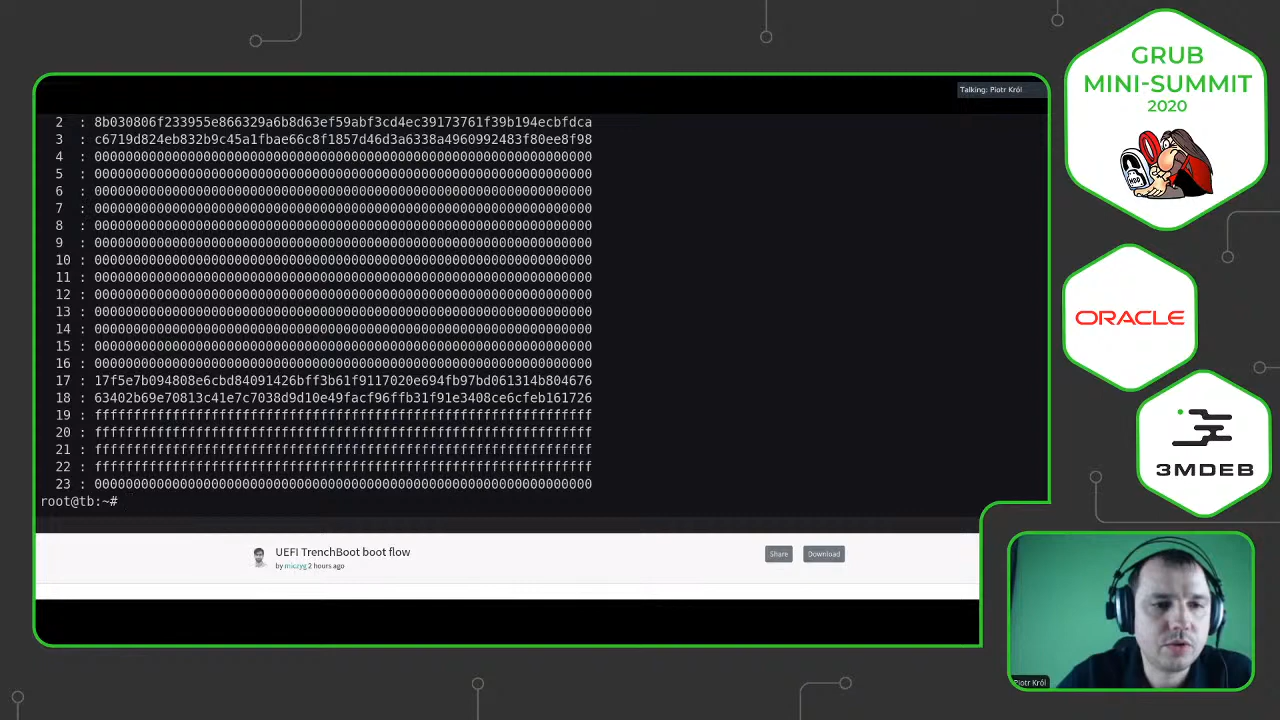 GRUB
MINI-SUMMIT
2020
Talking: Piotr Król
2 : 8b030806f233955e866329a6b8d63ef59abf3cd4ec39173761f39b194ecbfdca
3 : c6719d824eb832b9c45a1fbae66c8f1857d46d3a6338a4960992483f80ee8f98
4 : 0000000000000000000000000000000000000000000000000000000000000000
5 : 0000000000000000000000000000000000000000000000000000000000000000
6 : 0000000000000000000000000000000000000000000000000000000000000000
7 : 0000000000000000000000000000000000000000000000000000000000000000
8 : 0000000000000000000000000000000000000000000000000000000000000000
9 : 0000000000000000000000000000000000000000000000000000000000000000
10 : 0000000000000000000000000000000000000000000000000000000000000000
11 : 0000000000000000000000000000000000000000000000000000000000000000
12 : 0000000000000000000000000000000000000000000000000000000000000000
13 : 0000000000000000000000000000000000000000000000000000000000000000
14 : 0000000000000000000000000000000000000000000000000000000000000000
15 : 0000000000000000000000000000000000000000000000000000000000000000
16 : 0000000000000000000000000000000000000000000000000000000000000000
17 : 17f5e7b094808e6cbd84091426bff3b61f9117020e694fb97bd061314b804676
18 : 63402b69e70813c41e7c7038d9d10e49facf96ffb31f91e3408ce6cfeb161726
19 : ffffffffffffffffffffffffffffffffffffffffffffffffffffffffffffffff
20 : ffffffffffffffffffffffffffffffffffffffffffffffffffffffffffffffff
21 : ffffffffffffffffffffffffffffffffffffffffffffffffffffffffffffffff
22 : ffffffffffffffffffffffffffffffffffffffffffffffffffffffffffffffff
23 : 0000000000000000000000000000000000000000000000000000000000000000
root@tb:~#
UEFI TrenchBoot boot flow
by miczyg 2 hours ago
Share
Download
ORACLE
3MDEB
Piotr Król